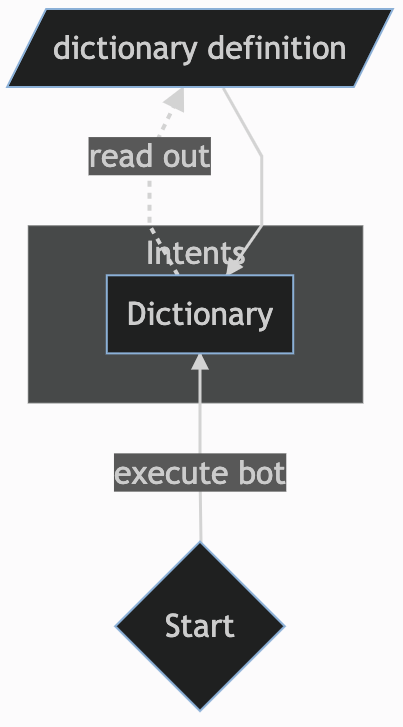 dictionary definition
read out
Intents
Dictionary
execute bot
Start